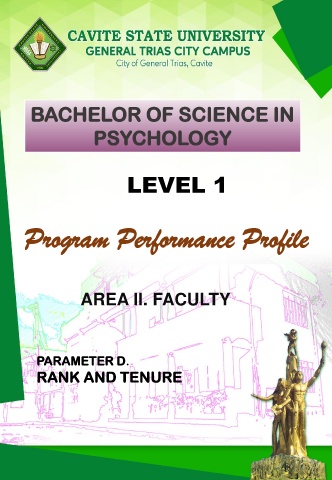 CAVITE STATE UNIVERSITY
GENERAL TRIAS CITY CAMPUS
City of General Trias, Cavite
BACHELOR OF SCIENCE IN
PSYCHOLOGY
LEVEL 1
Program Performance Profile
AREA II. FACULTY
PARAMETER D.
RANK AND TENURE